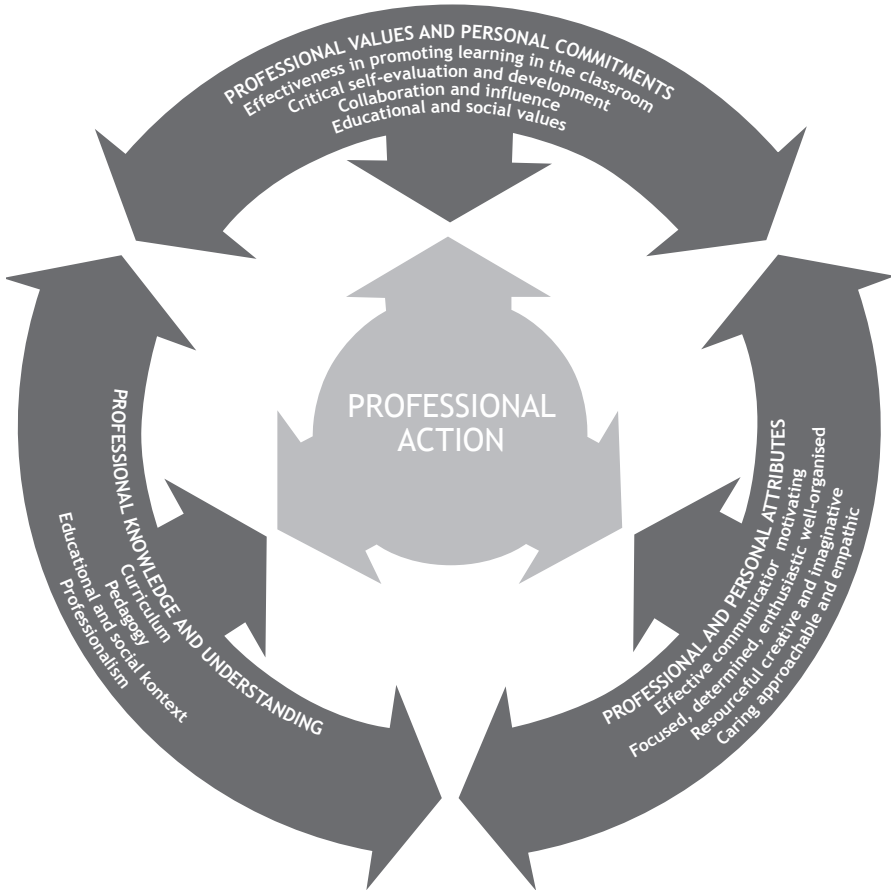 PROFESSIONAL VALUES AND PERSONAL COMMITMENTS
Effectiveness in promoting learning in the classroom
Critical self-evaluation and development
Collaboration and influence
Educational and social values
PROFESSIONAL
ACTION
PROFESSIONAL KNOWLEDGE AND UNDERSTANDING
Curriculum
Pedagogy
Educational and social kontext
Professionalism
PROFESSIONAL AND PERSONAL ATTRIBUTES
Effective communicatior motivating
Focused, determined, enthusiastic well-organised
Resourceful creative and imaginative
Caring approachable and empathic